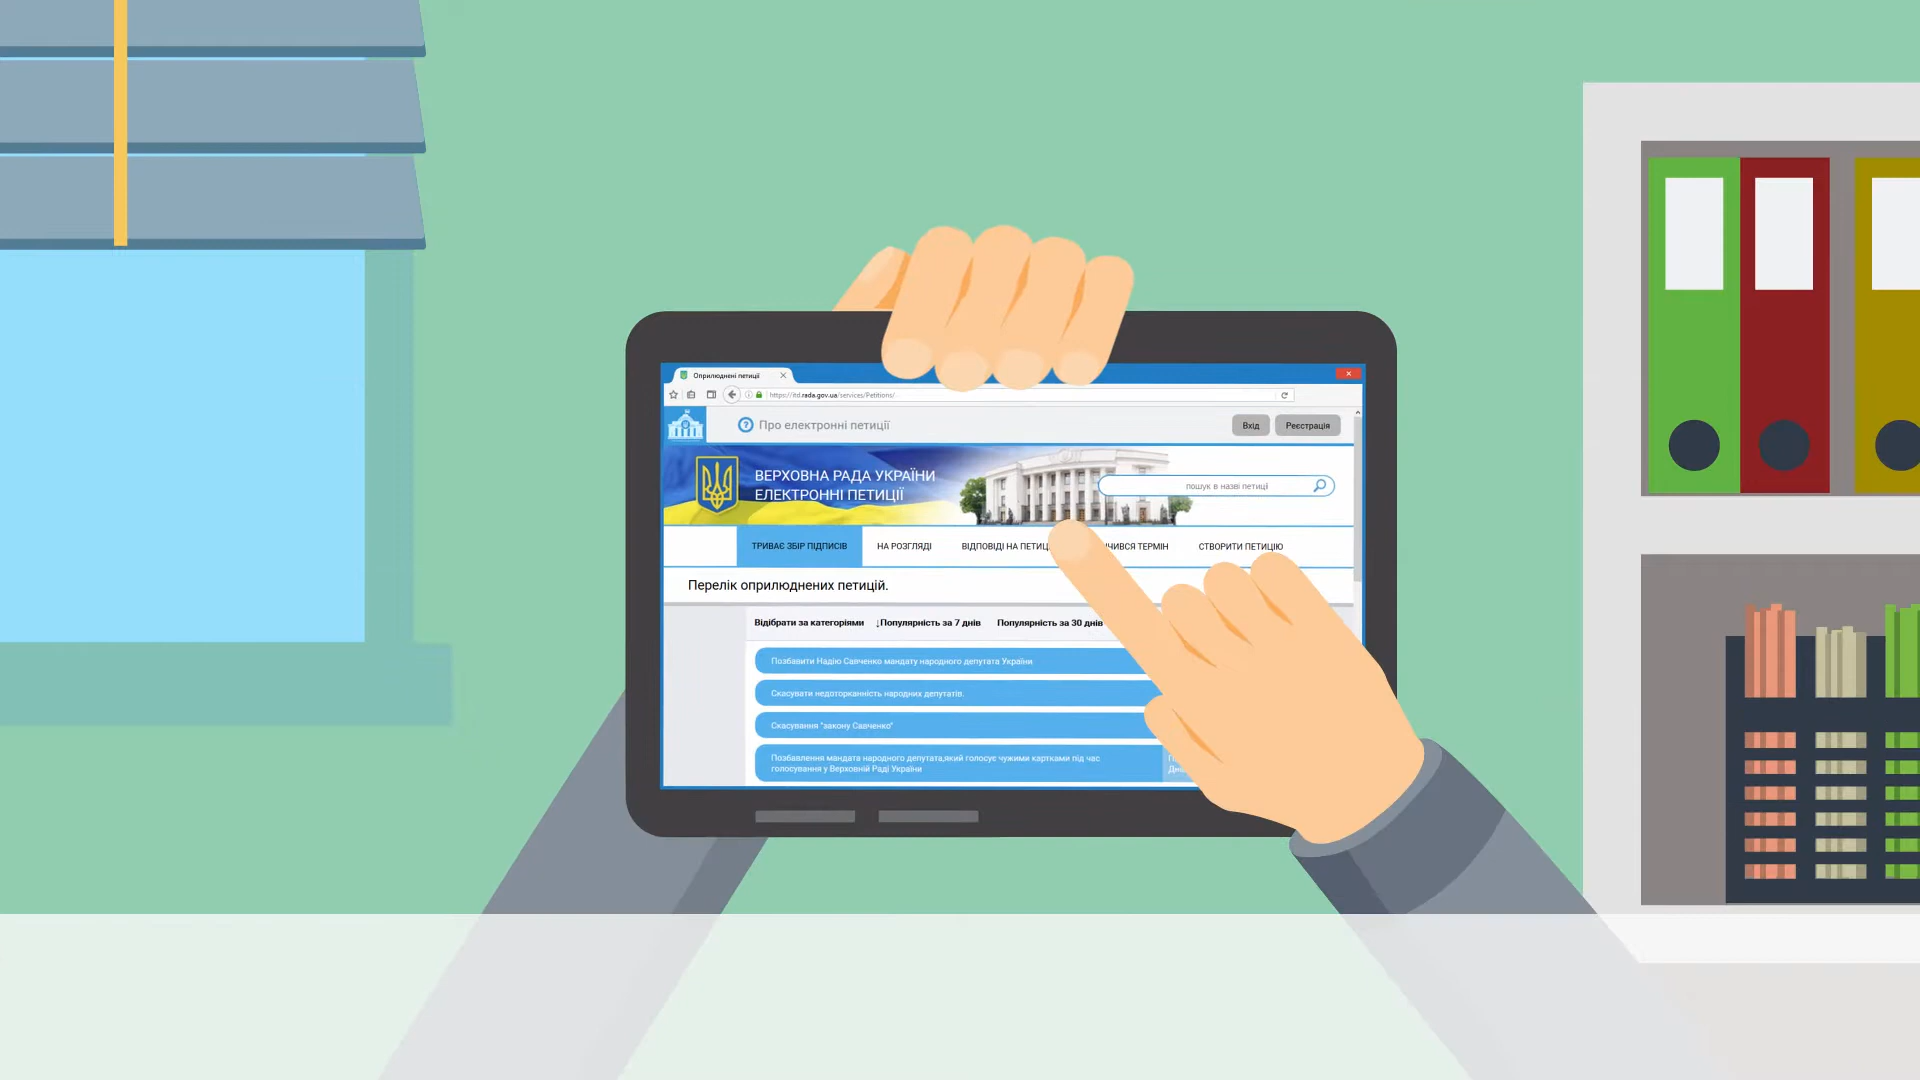 Оприлюднені петиції
https://itd.rada.gov.ua/services/Petitions/
Про електронні петиції
Вхід
Реєстрація
ВЕРХОВНА РАДА УКРАЇНИ
ЕЛЕКТРОННІ ПЕТИЦІЇ
пошук в назві петиції
ТРИВАЄ ЗБІР ПІДПИСІВ
НА РОЗГЛЯДІ
ВІДПОВІДІ НА
ТЕРМІН
СТВОРИТИ ПЕТИЦІЮ
Перелік оприлюднених петицій.
Відібрати за категоріями
↓Популярність за 7 днів
Популярність за 30 днів
Позбавити Надію Савченко мандату народного депутата України
Скасувати недоторканність народних депутатів.
Скасування "закону Савченко"
Позбавлення мандата народного депутата,який голосує чужими картками під час
голосування у Верховній Раді України